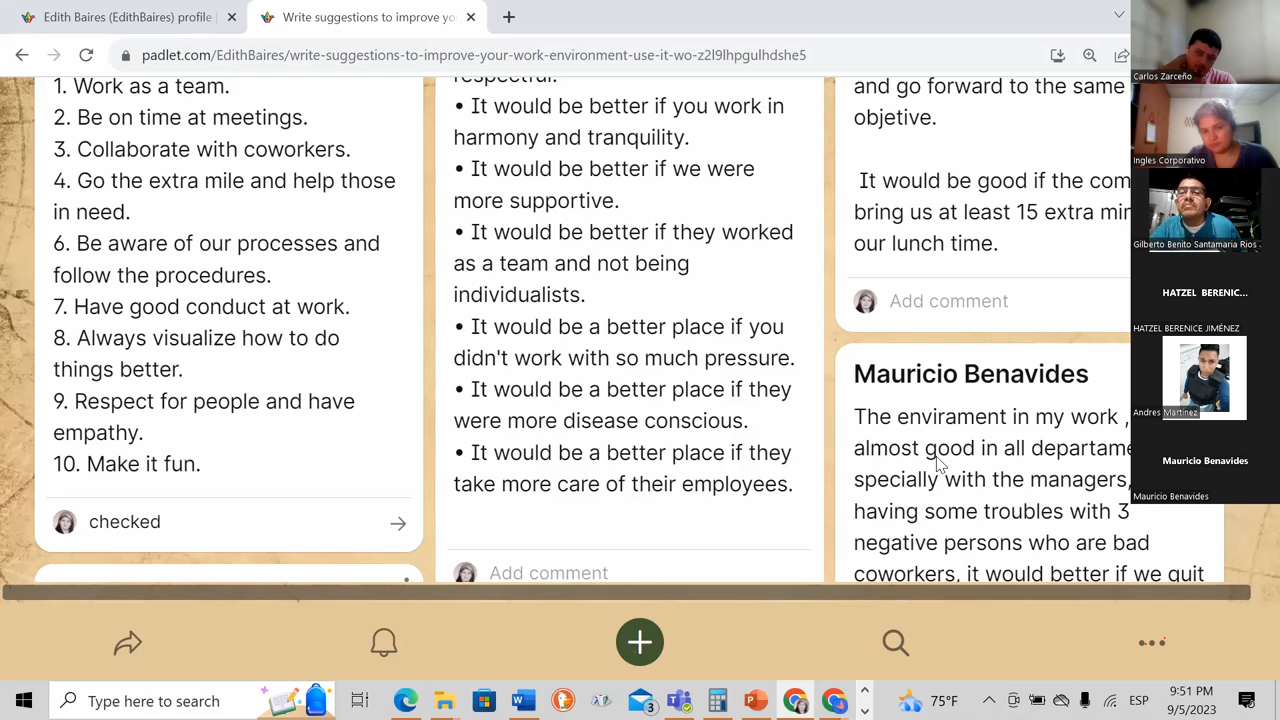 Edith Baires (EdithBaires) profile
Write suggestions to improve yo
padlet.com/EdithBaires/write-suggestions-to-improve-your-work-environment-use-it-wo-z2l9lhpgulhdshe5
1. Work as a team.
2. Be on time at meetings.
3. Collaborate with coworkers.
4. Go the extra mile and help those
in need.
6. Be aware of our processes and
follow the procedures.
7. Have good conduct at work.
8. Always visualize how to do
things better.
9. Respect for people and have
empathy.
10. Make it fun.
checked
respectful.
• It would be better if you work in
harmony and tranquility.
• It would be better if we were
more supportive.
• It would be better if they worked
as a team and not being
individualists.
• It would be a better place if you
didn't work with so much pressure.
• It would be a better place if they
were more disease conscious.
• It would be a better place if they
take more care of their employees.
Add comment
and go forward to the same
objetive.
It would be good if the com
bring us at least 15 extra min
our lunch time.
Add comment
Mauricio Benavides
The envirament in my work ,
almost good in all departame
specially with the managers,
having some troubles with 3
negative persons who are bad
coworkers, it would better if we quit
Carlos Zarceño
Ingles Corporativo
Gilberto Benito Santamaria Rios
HATZEL BERENIC...
HATZEL BERENICE JIMÉNEZ
Andres Martinez
Mauricio Benavides
Mauricio Benavides
Type here to search
3
75°F
ESP
9:51 PM
9/5/2023